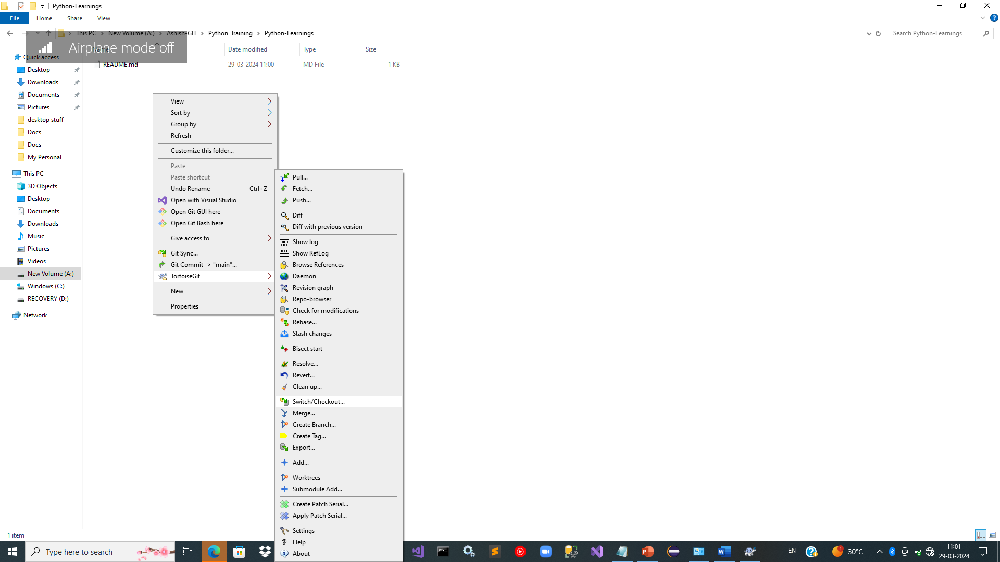 Python-Learnings
File Home Share View
This PC New Volume (A:) Ashish-GIT Python_Training Python-Learnings
Search Python-Learnings
Airplane mode off
Date modified Type Size
README.md 29-03-2024 11:00 MD File 1 KB
Quick access
Desktop
Downloads
Documents
Pictures
desktop stuff
Docs
Docs
My Personal
This PC
3D Objects
Desktop
Documents
Downloads
Music
Pictures
Videos
New Volume (A:)
Windows (C:)
RECOVERY (D:)
Network
View
Sort by
Group by
Refresh
Customize this folder...
Paste
Paste shortcut
Undo Rename Ctrl+Z
Open with Visual Studio
Open Git GUI here
Open Git Bash here
Give access to
Git Sync...
Git Commit -> "main"...
TortoiseGit
New
Properties
Pull...
Fetch...
Push...
Diff
Diff with previous version
Show log
Show RefLog
Browse References
Daemon
Revision graph
Repo-browser
Check for modifications
Rebase...
Stash changes
Bisect start
Resolve...
Revert...
Clean up...
Switch/Checkout...
Merge...
Create Branch...
Create Tag...
Export...
Add...
Worktrees
Submodule Add...
Create Patch Serial...
Apply Patch Serial...
Settings
Help
About
1 item
Type here to search
EN
1
30°C
11:01
29-03-2024